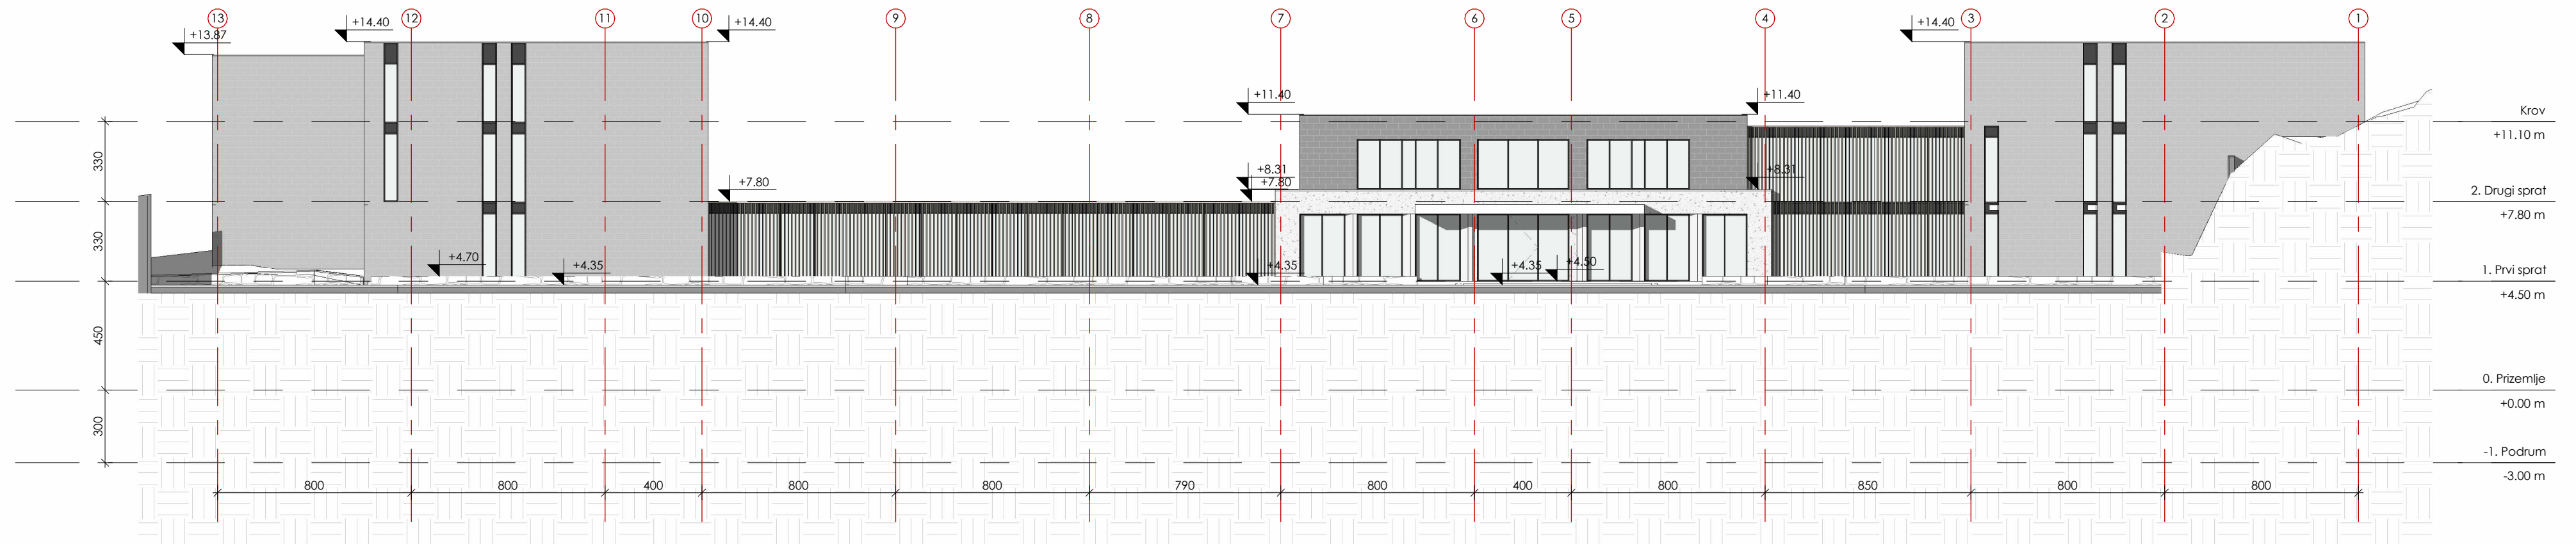 13 12 11 10 9 8 7 6 5 4 3 2 1
+13.87 +14.40 +14.40 +14.40
+11.40 +11.40
Krov
+11.10 m
330
+8.31 +8.31
+7.80 +7.80
2. Drugi sprat
+7.80 m
330
+4.70 +4.35 +4.35 +4.35 +4.50
1. Prvi sprat
+4.50 m
450
0. Prizemlje
+0.00 m
300
-1. Podrum
-3.00 m
800 800 400 800 800 790 800 400 800 850 800 800